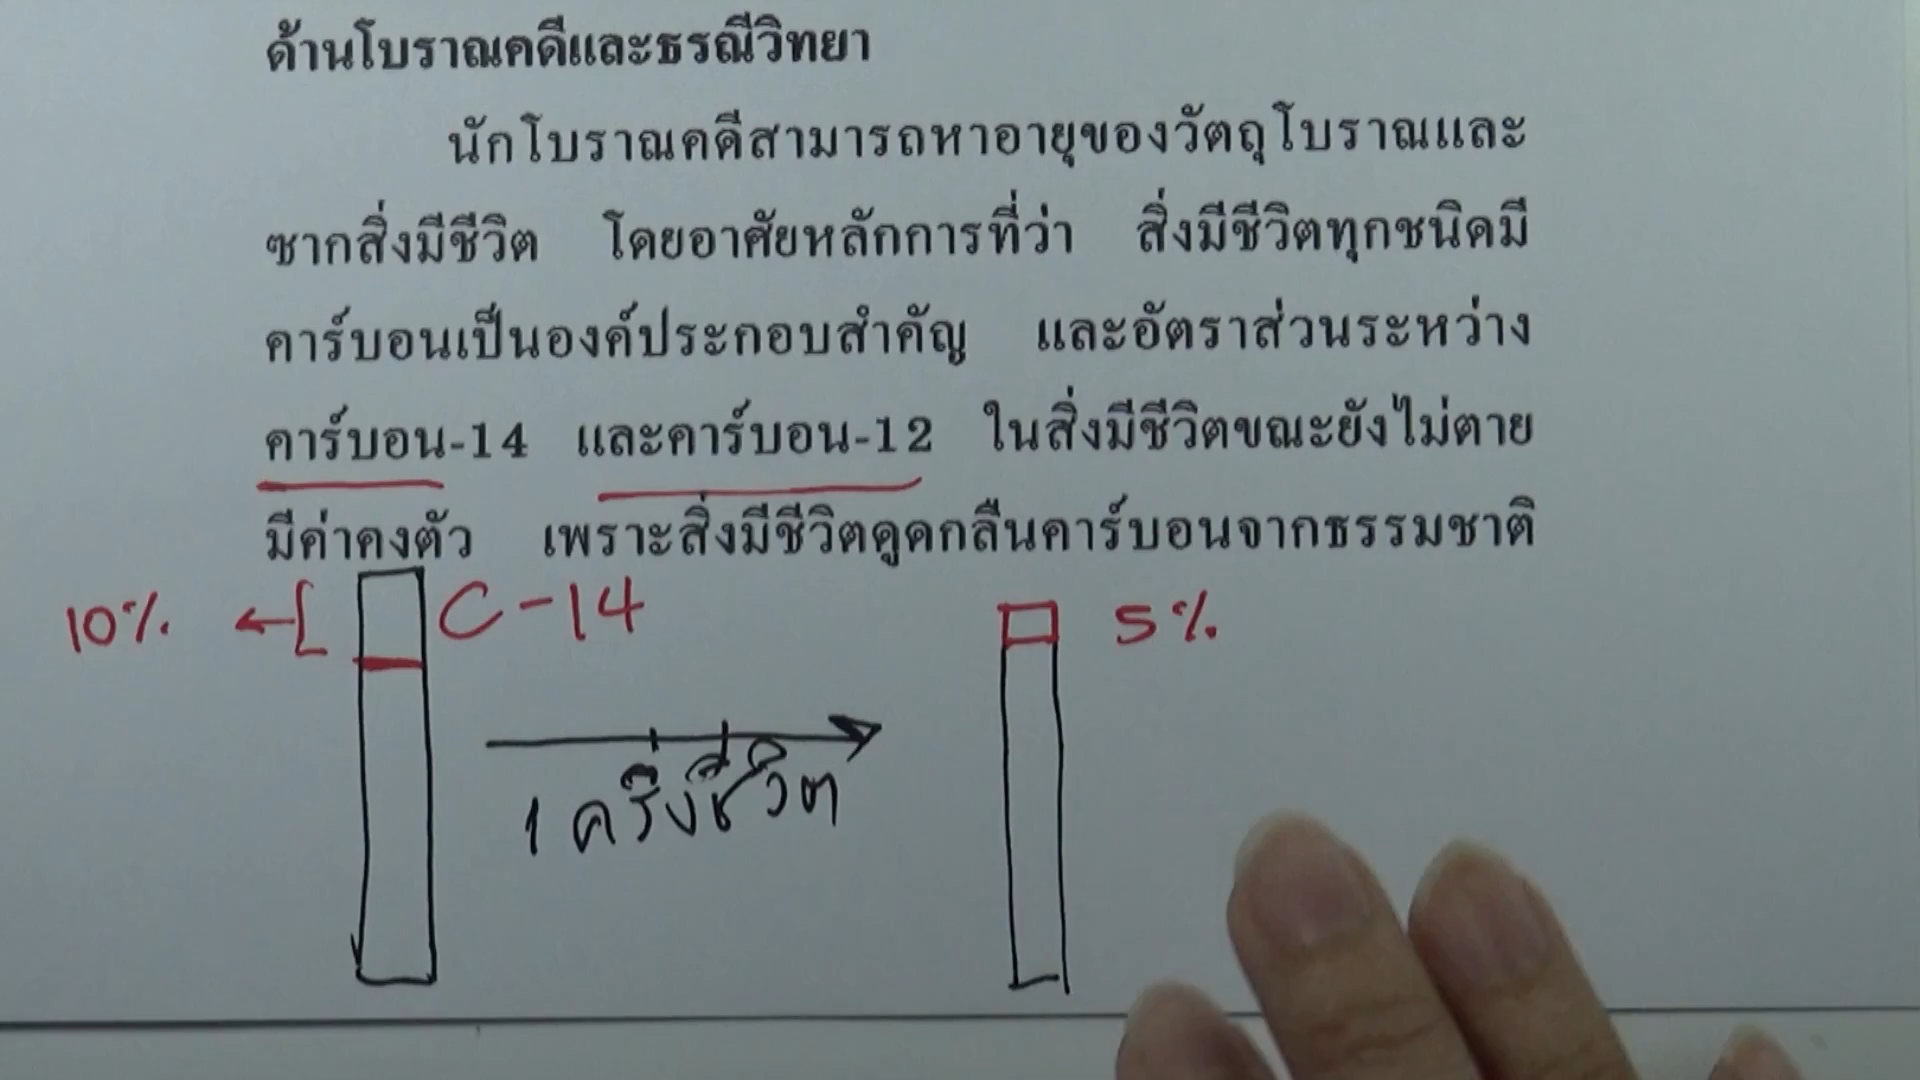 ด้านโบราณคดีและธรณีวิทยา
นักโบราณคดีสามารถหาอายุของวัตถุโบราณและ
ซากสิ่งมีชีวิต โดยอาศัยหลักการที่ว่า สิ่งมีชีวิตทุกชนิดมี
คาร์บอนเป็นองค์ประกอบสำคัญ และอัตราส่วนระหว่าง
คาร์บอน-14 และคาร์บอน-12 ในสิ่งมีชีวิตขณะยังไม่ตาย
มีค่าคงตัว เพราะสิ่งมีชีวิตดูดกลืนคาร์บอนจากธรรมชาติ
10% C-14 5%
1 ครึ่งชีวิต